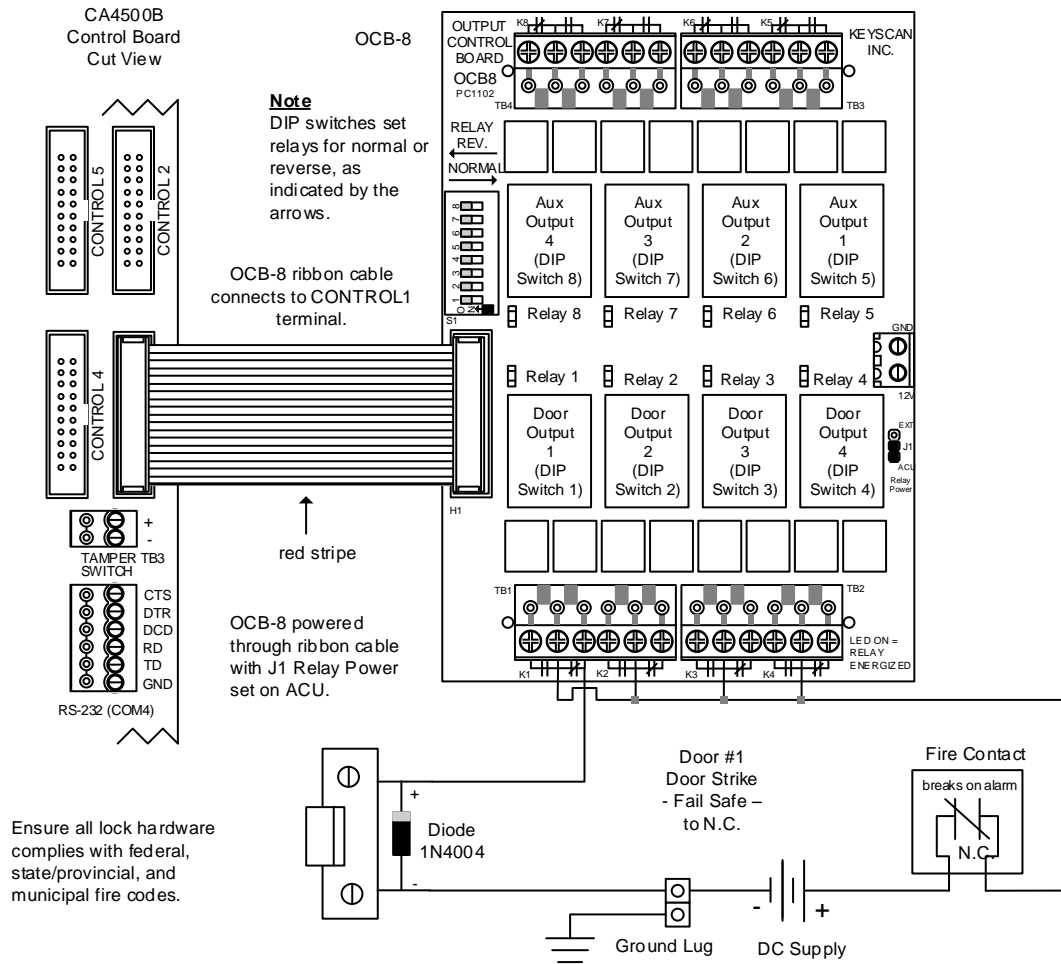 CA4500B
Control Board
Cut View
OCB-8
OUTPUT
CONTROL
BOARD
OCB8
PC1102
K8
K7
K6
K5
KEYSCAN
INC.
TB4
TB3
Note
DIP switches set
relays for normal or
reverse, as
indicated by the
arrows.
RELAY
REV.
NORMAL
CONTROL 5
CONTROL 2
8
7
6
5
4
3
2
1
ON
S1
Aux
Output
4
(DIP
Switch 8)
Aux
Output
3
(DIP
Switch 7)
Aux
Output
2
(DIP
Switch 6)
Aux
Output
1
(DIP
Switch 5)
OCB-8 ribbon cable
connects to CONTROL1
terminal.
Relay 8
Relay 7
Relay 6
Relay 5
GND
12V
Relay 1
Relay 2
Relay 3
Relay 4
CONTROL 4
Door
Output
1
(DIP
Switch 1)
Door
Output
2
(DIP
Switch 2)
Door
Output
3
(DIP
Switch 3)
Door
Output
4
(DIP
Switch 4)
EXT
J1
ACU
Relay
Power
H1
red stripe
+
-
TAMPER TB3
SWITCH
CTS
DTR
DCD
RD
TD
GND
RS-232 (COM4)
OCB-8 powered
through ribbon cable
with J1 Relay Power
set on ACU.
TB1
TB2
K1
K2
K3
K4
LED ON =
RELAY
ENERGIZED
Door #1
Door Strike
- Fail Safe –
to N.C.
Fire Contact
breaks on alarm
N.C.
+
Diode
1N4004
-
Ensure all lock hardware
complies with federal,
state/provincial, and
municipal fire codes.
Ground Lug
- +
DC Supply